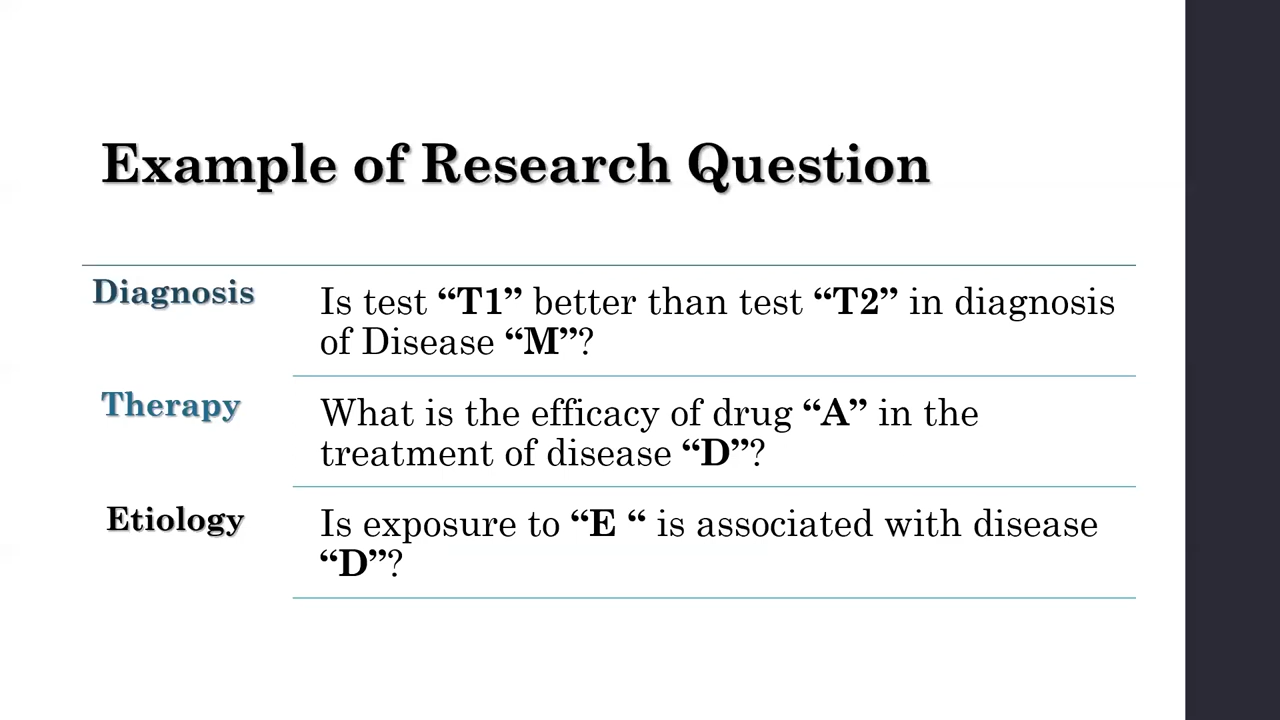 Example of Research Question
Diagnosis
Is test “T1” better than test “T2” in diagnosis
of Disease “M”?
Therapy
What is the efficacy of drug “A” in the
treatment of disease “D”?
Etiology
Is exposure to “E “ is associated with disease
“D”?